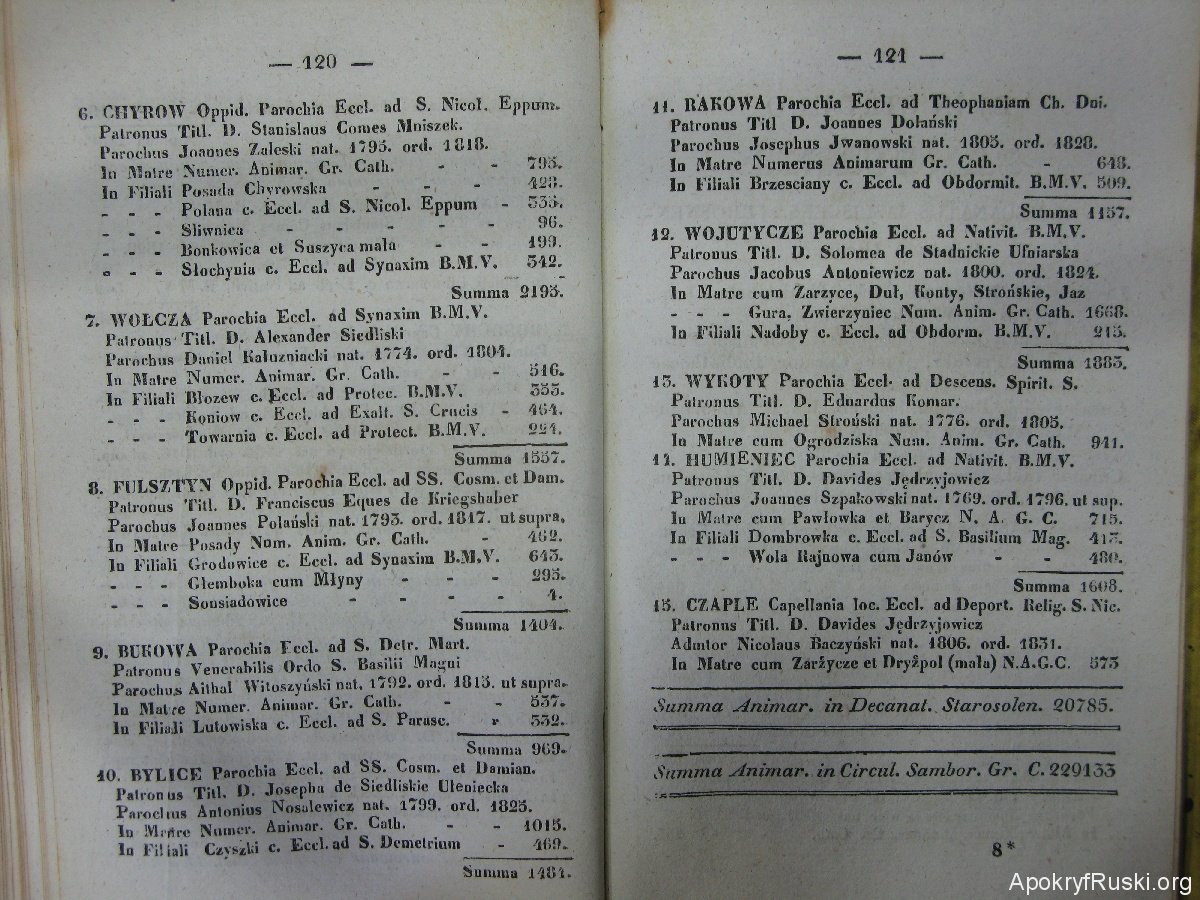 — 120 —
6. CHYROW Oppid. Parochia Eccl. ad S. Nicol. Eppum.
Patronus Titl. D. Stanislaus Comes Mniszek.
Parochus Joannes Zaleski nat. 1795. ord. 1818.
In Matre Numer. Animar. Gr. Cath. - - 795.
In Filiali Posada Chyrowska - - - 428.
- - - Polana c. Eccl. ad S. Nicol. Eppum - 335.
- - - Sliwnica - - - - - 96.
- - - Bonkowica et Suszyca mala - - 199.
- - - Słochynia c. Eccl. ad Synaxim B.M.V. 342.
Summa 2195.
7. WOŁCZA Parochia Eccl. ad Synaxim B.M.V.
Patronus Titl. D. Alexander Siedliski
Parochus Daniel Kałuzniacki nat. 1774. ord. 1804.
In Matre Numer. Animar. Gr. Cath. - - 516.
In Filiali Błozew c. Eccl. ad Protec. B.M.V. 353.
- - - Koniow c. Eccl. ad Exalt. S. Crucis - 464.
- - - Towarnia c. Eccl. ad Protect. B.M.V. 224.
Summa 1557.
8. FULSZTYN Oppid. Parochia Eccl. ad SS. Cosm. et Dam.
Patronus Titl. D. Franciscus Eques de Kriegshaber
Parochus Joannes Polański nat. 1793. ord. 1817. ut supra.
In Matre Posady Num. Anim. Gr. Cath. - 462.
In Filiali Grodowice c. Eccl. ad Synaxim B.M.V. 643.
- - - Glemboka cum Młyny - - - 295.
- - - Sousiadowice - - - - 4.
Summa 1404.
9. BUKOWA Parochia Eccl. ad S. Detr. Mart.
Patronus Venerabilis Ordo S. Basilii Magui
Parochus Aithal Witoszyński nat. 1792. ord. 1815. ut supra.
In Matre Numer. Animar. Gr. Cath. - - 537.
In Filiali Lutowiska c. Eccl. ad S. Parasc. - 332.
Summa 969.
10. BYLICE Parochia Eccl. ad SS. Cosm. et Damian.
Patronus Titl. D. Josepha de Siedliskie Uleniecka
Parochus Antonius Nosalewicz nat. 1799. ord. 1825.
In Matre Numer. Animar. Gr. Cath. - - 1015.
In Filiali Czyszki c. Eccl. ad S. Demetrium - 469.
Summa 1484.
— 121 —
11. RAKOWA Parochia Eccl. ad Theophaniam Ch. Dni.
Patronus Titl D. Joannes Dolański
Parochus Josephus Jwanowski nat. 1805. ord. 1828.
In Matre Numerus Animarum Gr. Cath. - 648.
In Filiali Brzesciany c. Eccl. ad Obdormit. B.M.V. 509.
Summa 1157.
12. WOJUTYCZE Parochia Eccl. ad Nativit. B.M.V.
Patronus Titl. D. Solomea de Stadnickie Ufniarska
Parochus Jacobus Antoniewicz nat. 1800. ord. 1824.
In Matre cum Zarzyce, Duł, Konty, Strońskie, Jaz
- - - Gura, Zwierzyniec Num. Anim. Gr. Cath. 1668.
In Filiali Nadoby c. Eccl. ad Obdorm. B.M.V. 215.
Summa 1883.
13. WYKOTY Parochia Eccl. ad Descens. Spirit. S.
Patronus Titl. D. Eduardus Komar.
Parochus Michael Stroński nat. 1776. ord. 1805.
In Matre cum Ogrodziska Num. Anim. Gr. Cath. 941.
14. HUMIENIEC Parochia Eccl. ad Nativit. B.M.V.
Patronus Titl. D. Davides Jędrzyjowicz
Parochus Joannes Szpakowski nat. 1769. ord. 1796. ut sup.
In Matre cum Pawłowka et Barycz N. A. G. C. 715.
In Filiali Dombrowka c. Eccl. ad S. Basilium Mag. 413.
- - - Wola Rajnowa cum Janów - - 480.
Summa 1608.
15. CZAPLE Capellania loc. Eccl. ad Deport. Relig. S. Nic.
Patronus Titl. D. Davides Jędrzyjowicz
Admtor Nicolaus Baczyński nat. 1806. ord. 1831.
In Matre cum Zarżycze et Dryżpol (mała) N.A.G.C. 573
Summa Animar. in Decanat. Starosolen. 20785.
Summa Animar. in Circul. Sambor. Gr. C. 229133
8*
ApokryfRuski.org